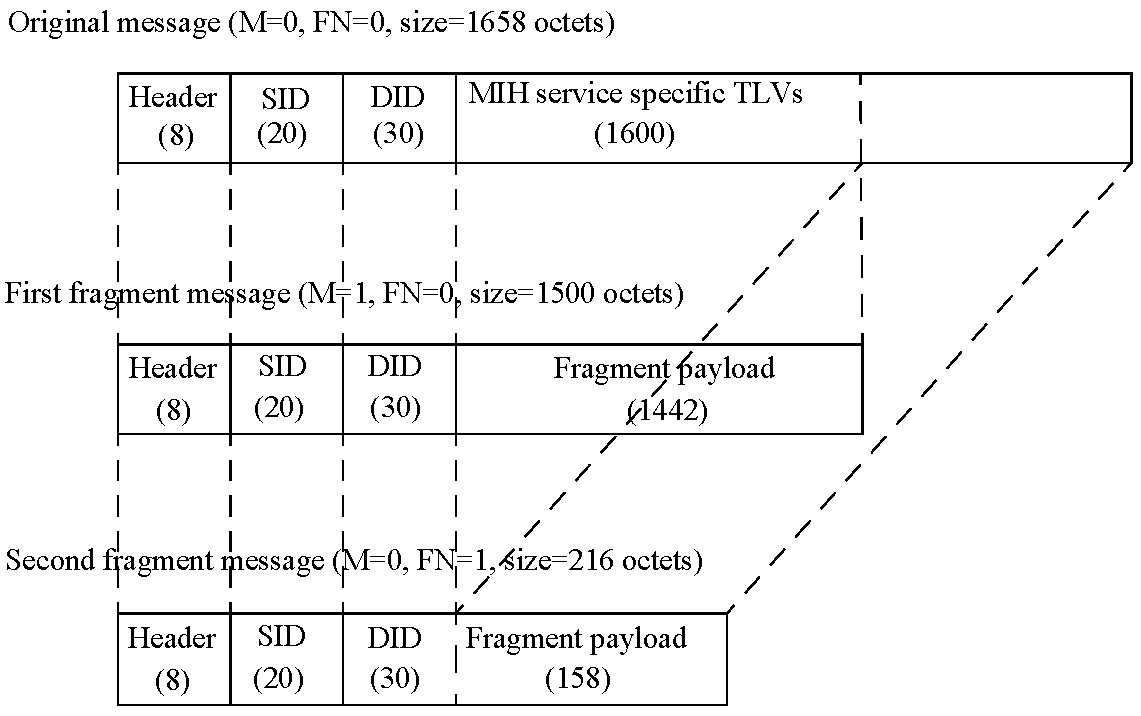 Original message (M=0, FN=0, size=1658 octets)
Header SID DID MIH service specific TLVs
(8) (20) (30) (1600)
First fragment message (M=1, FN=0, size=1500 octets)
Header SID DID Fragment payload
(8) (20) (30) (1442)
Second fragment message (M=0, FN=1, size=216 octets)
Header SID DID Fragment payload
(8) (20) (30) (158)